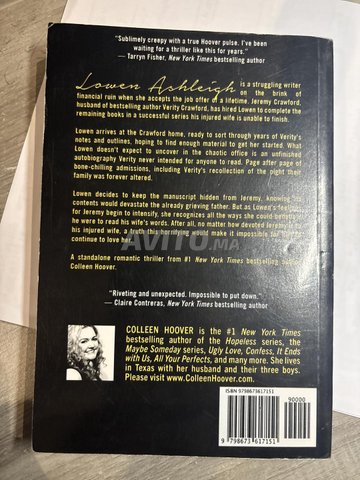 "Sublimely creepy with a true Hoover pulse. I've been
waiting for a thriller like this for years."
— Tarryn Fisher, New York Times bestselling author
Lowen Ashleigh is a struggling writer
on the brink of
financial ruin when she accepts the job offer of a lifetime. Jeremy Crawford,
husband of bestselling author Verity Crawford, has hired Lowen to complete the
remaining books in a successful series his injured wife is unable to finish.
Lowen arrives at the Crawford home, ready to sort through years of Verity's
notes and outlines, hoping to find enough material to get her started. What
Lowen doesn't expect to uncover in the chaotic office is an unfinished
autobiography Verity never intended for anyone to read. Page after page of
bone-chilling admissions, including Verity's recollection of the night their
family was forever altered.
Lowen decides to keep the manuscript hidden from Jeremy, knowing its
contents would devastate the already grieving father. But as Lowen's feelings
for Jeremy begin to intensify, she recognizes all the ways she could benefit
if he were to read his wife's words. After all, no matter how devoted Jeremy is to
his injured wife, a truth this horrifying would make it impossible for him to
continue to love her.
AVITO.MA
A standalone romantic thriller from #1 New York Times bestselling author
Colleen Hoover.
"Riveting and unexpected. Impossible to put down."
— Claire Contreras, New York Times bestselling author
COLLEEN HOOVER is the #1 New York Times
bestselling author of the Hopeless series, the
Maybe Someday series, Ugly Love, Confess, It Ends
with Us, All Your Perfects, and many more. She lives
in Texas with her husband and their three boys.
Please visit www.ColleenHoover.com.
ISBN 9798673617151
90000
9 798673 617151